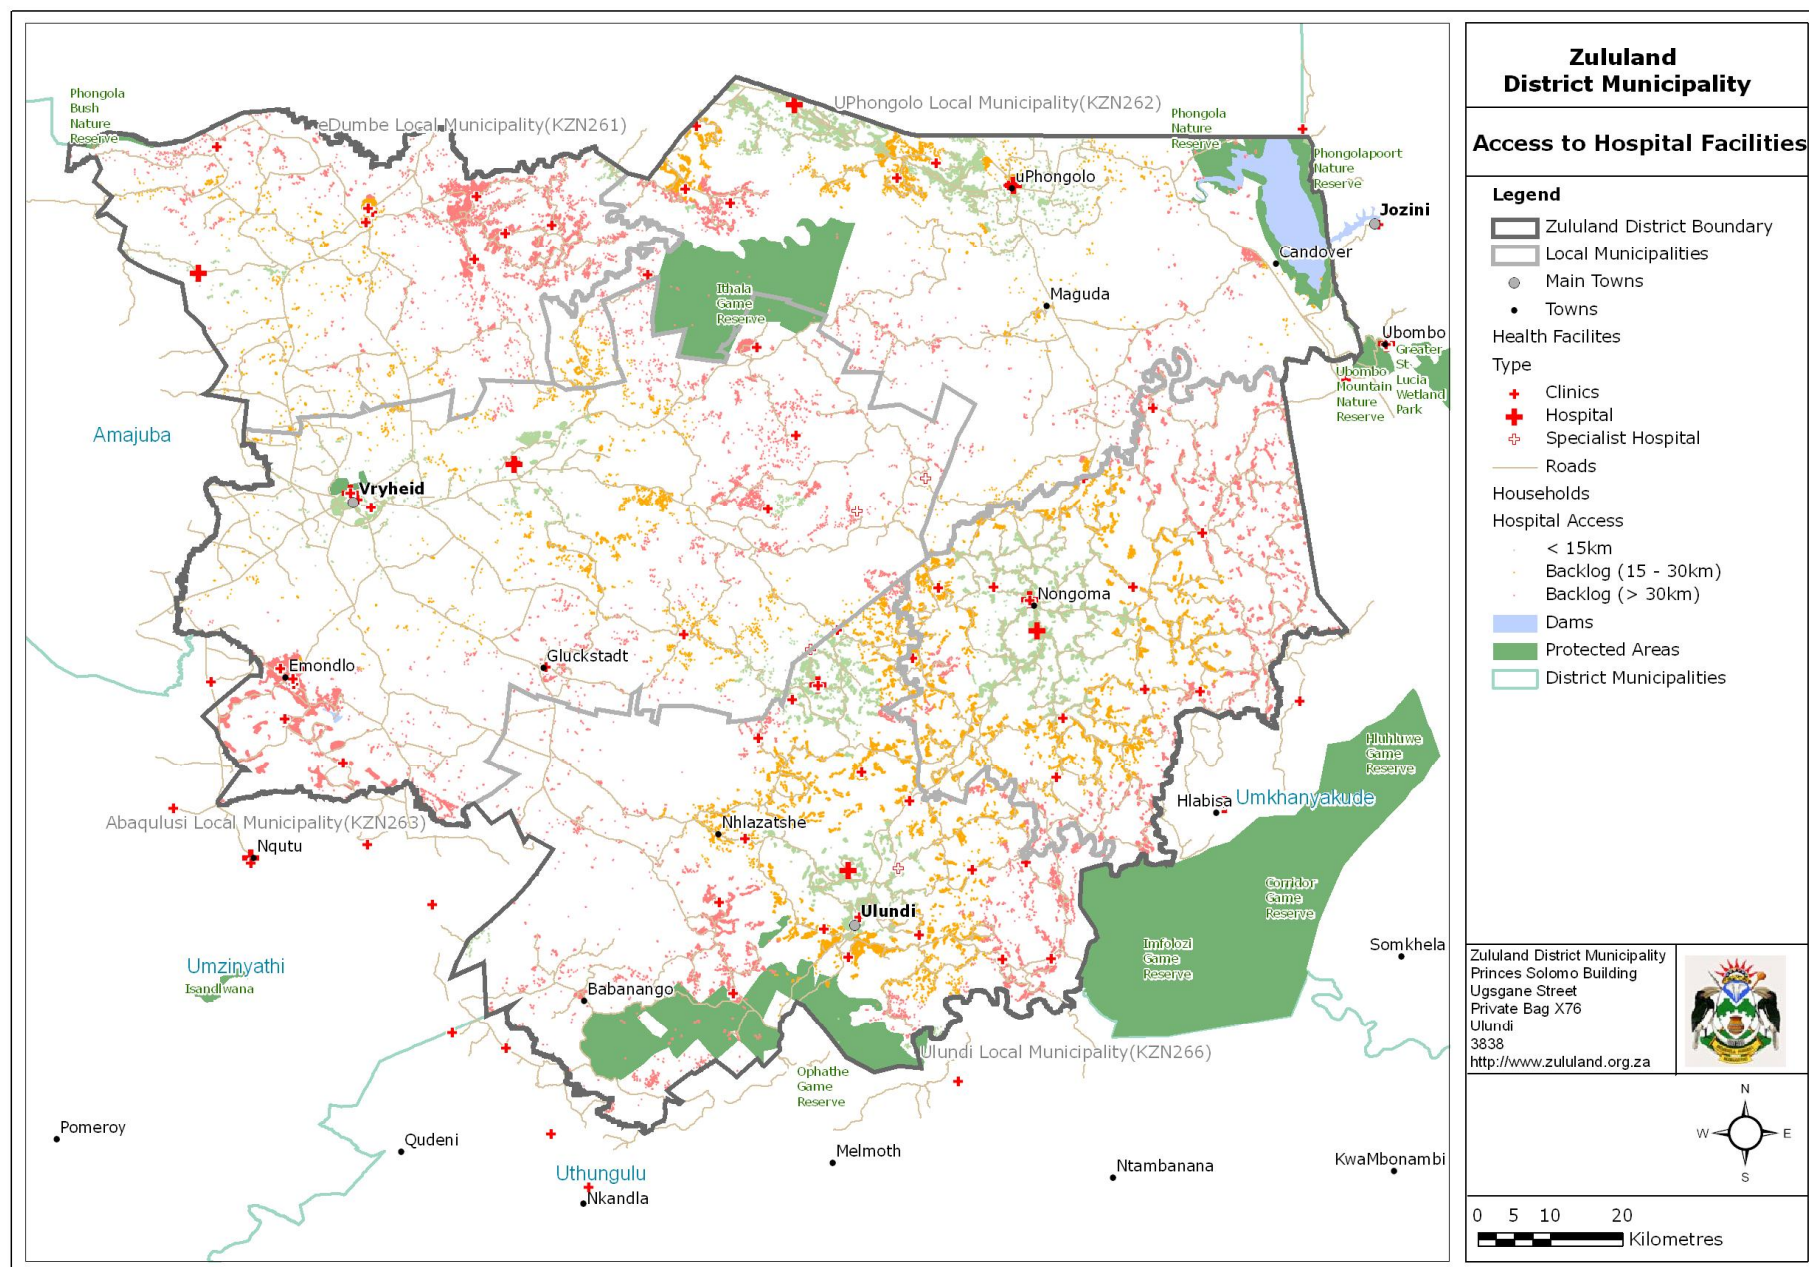 Zululand
District Municipality
Access to Hospital Facilities
Legend
Zululand District Boundary
Local Municipalities
Main Towns
Towns
Health Facilites
Type
Clinics
Hospital
Specialist Hospital
Roads
Households
Hospital Access
< 15km
Backlog (15 - 30km)
Backlog (> 30km)
Dams
Protected Areas
District Municipalities
Zululand District Municipality
Princes Solomo Building
Ugsgane Street
Private Bag X76
Ulundi
3838
http://www.zululand.org.za
N
W
E
S
0 5 10 20
Kilometres
Phongola
Bush
Nature
Reserve
eDumbe Local Municipality(KZN261)
UPhongolo Local Municipality(KZN262)
Phongola
Nature
Reserve
Phongolapoort
Nature
Reserve
uPhongolo
Jozini
Candover
Ithala
Game
Reserve
Maguda
Ubombo
Greater
St
Lucia
Wetland
Park
Ubombo
Mountain
Nature
Reserve
Amajuba
Vryheid
Nongoma
Emondlo
Gluckstadt
Hluhluwe
Game
Reserve
Hlabisa
Umkhanyakude
Abaqulusi Local Municipality(KZN263)
Nqutu
Nhlazatshe
Corridor
Game
Reserve
Ulundi
Imfolozi
Game
Reserve
Somkhela
Umzinyathi
Isandlwana
Babanango
Ulundi Local Municipality(KZN266)
Ophathe
Game
Reserve
Pomeroy
Qudeni
Melmoth
Uthungulu
Nkandla
Ntambanana
KwaMbonambi